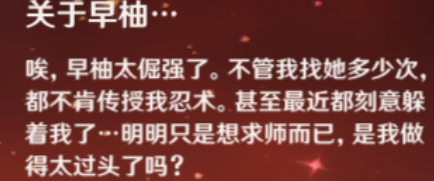 关于早柚…
唉，早柚太倔强了。不管我找她多少次，
都不肯传授我忍术。甚至最近都刻意躲
着我了…明明只是想求师而已，是我做
得太过头了吗？